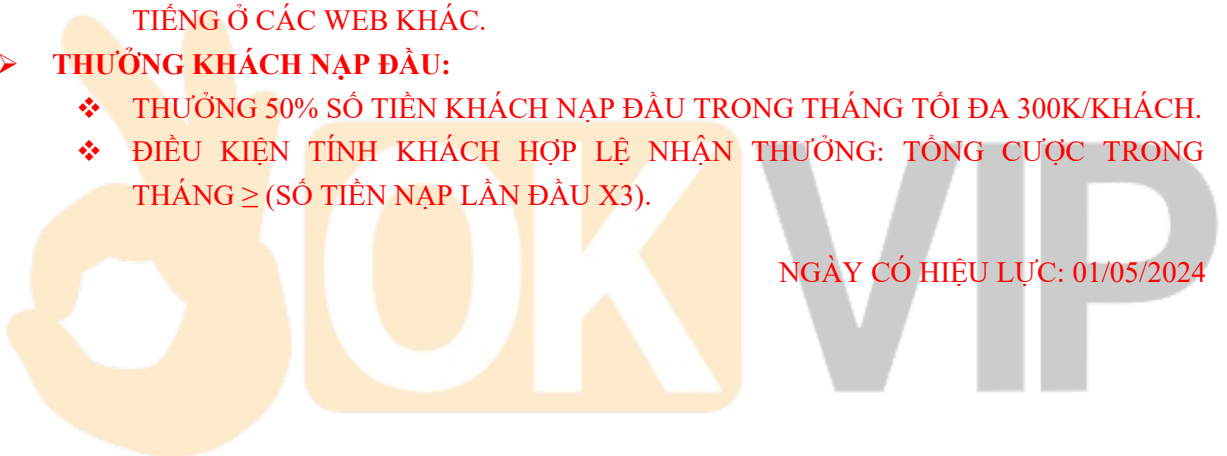 TIẾNG Ở CÁC WEB KHÁC.
THƯỞNG KHÁCH NẠP ĐẦU:
THƯỞNG 50% SỐ TIỀN KHÁCH NẠP ĐẦU TRONG THÁNG TỐI ĐA 300K/KHÁCH.
ĐIỀU KIỆN TÍNH KHÁCH HỢP LỆ NHẬN THƯỞNG: TỔNG CƯỢC TRONG
THÁNG ≥ (SỐ TIỀN NẠP LẦN ĐẦU X3).
NGÀY CÓ HIỆU LỰC: 01/05/2024
OK VIP